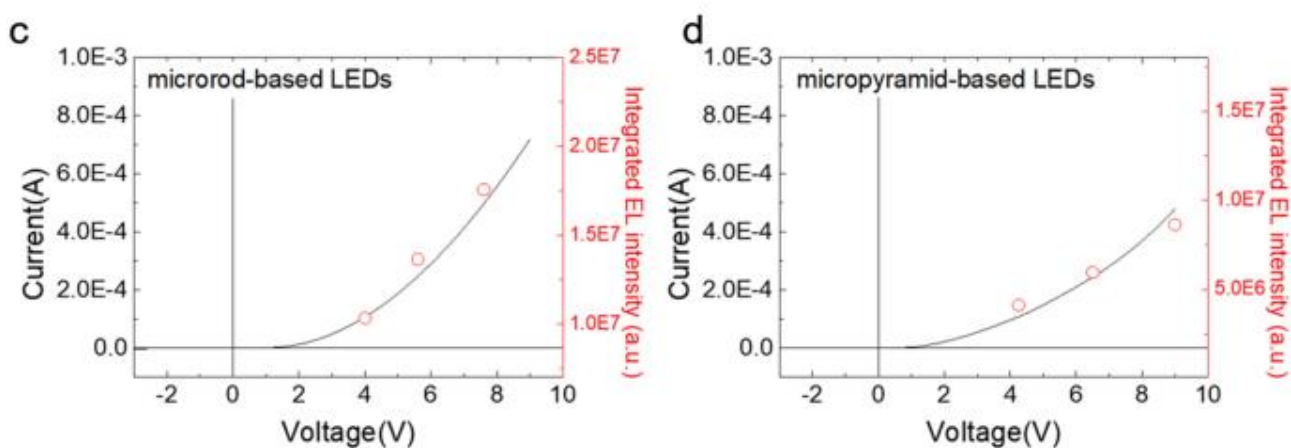 c
microrod-based LEDs
Current(A)
1.0E-3
8.0E-4
6.0E-4
4.0E-4
2.0E-4
0.0
-2 0 2 4 6 8 10
Voltage(V)
2.5E7
2.0E7
1.5E7
1.0E7
Integrated EL intensity (a.u.)
d
micropyramid-based LEDs
Current(A)
1.0E-3
8.0E-4
6.0E-4
4.0E-4
2.0E-4
0.0
-2 0 2 4 6 8 10
Voltage(V)
1.5E7
1.0E7
5.0E6
Integrated EL intensity (a.u.)